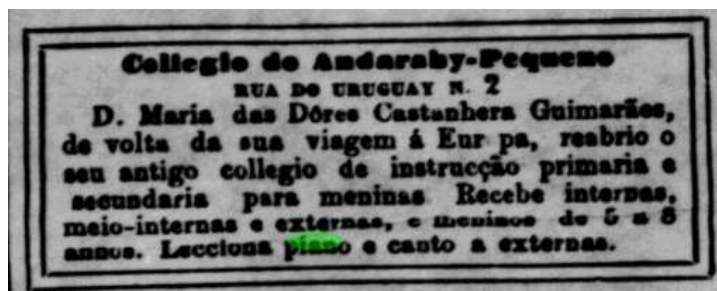 Collegio do Andarahy-Pequeno
RUA DO URUGUAY N. 2
D. Maria das Dôres Castanhera Guimarães,
de volta da sua viagem á Eur pa, reabrio o
seu antigo collegio de instrucção primaria e
secundaria para meninas Recebe internas,
meio-internas e externas, e meninos de 5 a 8
annos. Lecciona piano e canto a externas.